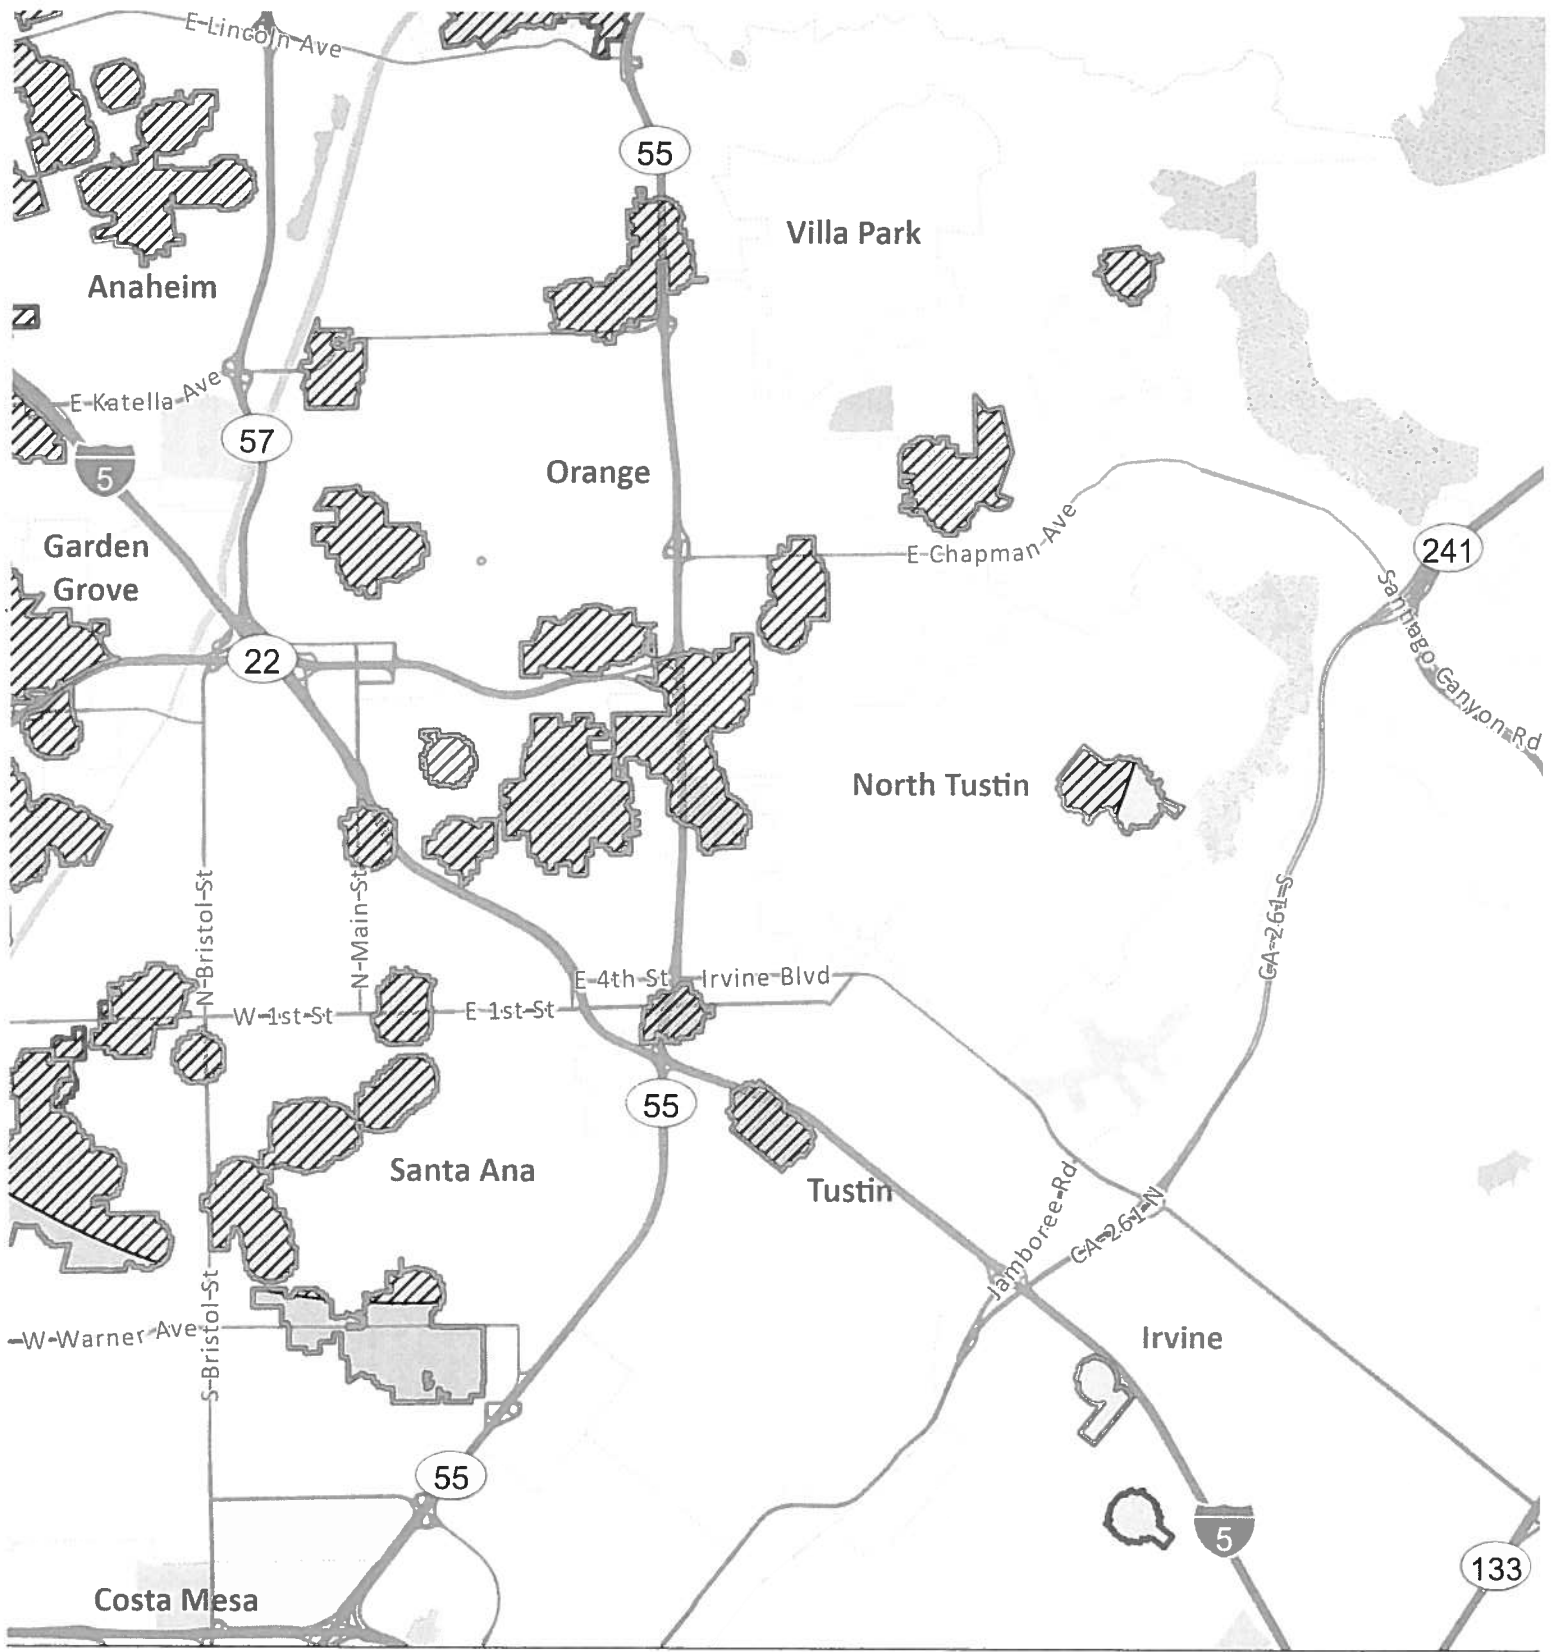 E Lincoln Ave
55
Villa Park
Anaheim
E Katella Ave
57
5
Orange
E Chapman Ave
Garden
Grove
241
Santiago Canyon Rd
22
North Tustin
N Bristol St
N Main St
CA-261 S
E 4th St
Irvine Blvd
W 1st St
E 1st St
55
Santa Ana
Tustin
Jamboree Rd
CA-261 N
S Bristol St
W Warner Ave
Irvine
55
5
133
Costa Mesa